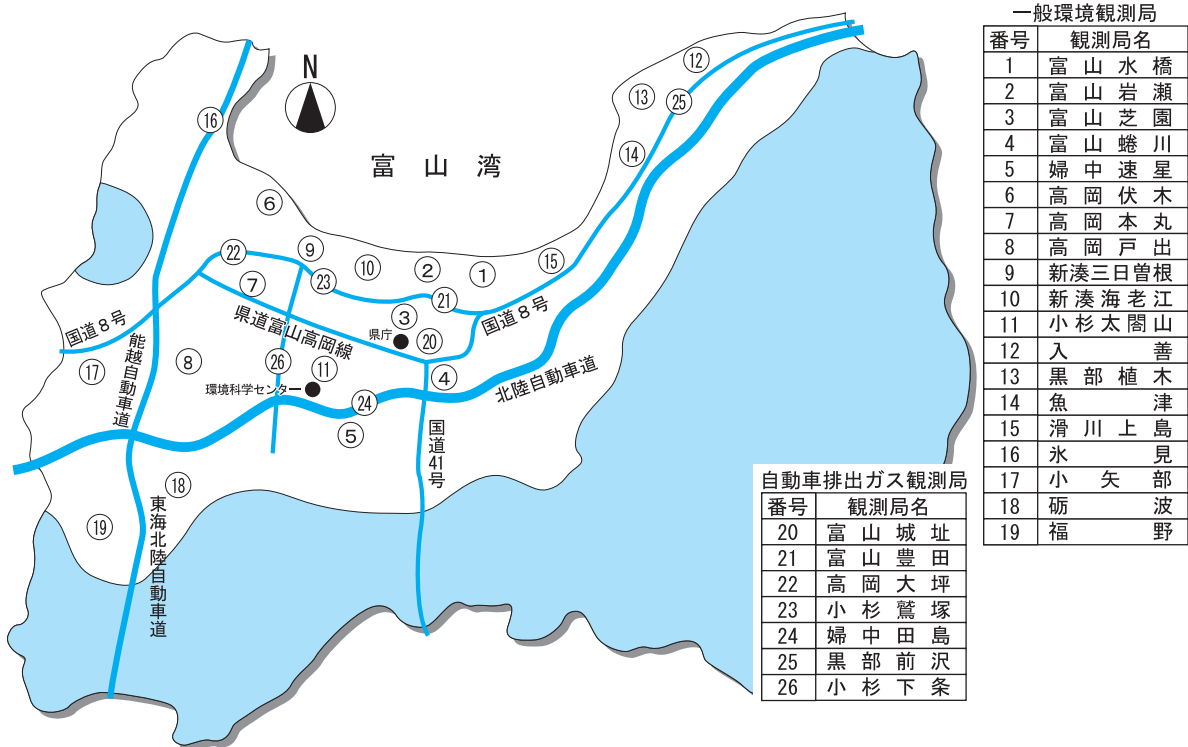 N
富山湾
⑯
⑥
⑫
⑬
㉕
⑭
㉒
⑨
⑩
②
①
⑮
⑦
㉓
㉑
国道8号
国道8号
県道富山高岡線
③
県庁
⑳
能越自動車道
⑰
⑧
㉖
⑪
④
環境科学センター
北陸自動車道
㉔
⑤
国道41号
⑱
⑲
東海北陸自動車道
一般環境観測局
番号 観測局名
1 富山水橋
2 富山岩瀬
3 富山芝園
4 富山蜷川
5 婦中速星
6 高岡伏木
7 高岡本丸
8 高岡戸出
9 新湊三日曽根
10 新湊海老江
11 小杉太閤山
12 入善
13 黒部植木
14 魚津
15 滑川上島
16 氷見
17 小矢部
18 砺波
19 福野
自動車排出ガス観測局
番号 観測局名
20 富山城址
21 富山豊田
22 高岡大坪
23 小杉鷲塚
24 婦中田島
25 黒部前沢
26 小杉下条